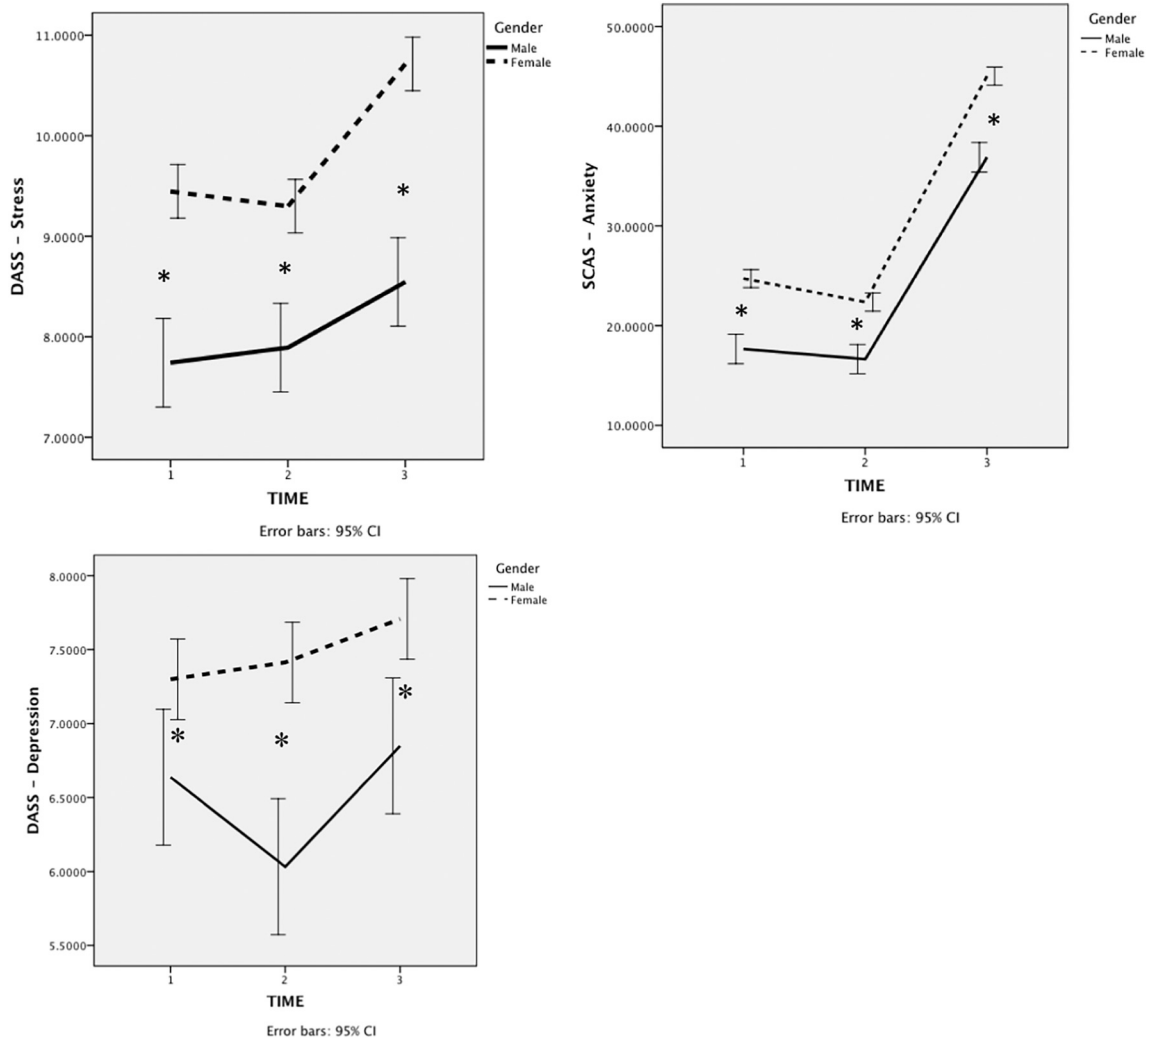 Gender
Male
Female
11.0000
10.0000
9.0000
8.0000
7.0000
DASS – Stress
*
*
*
1 2 3
TIME
Error bars: 95% CI
Gender
Male
Female
50.0000
40.0000
30.0000
20.0000
10.0000
SCAS – Anxiety
*
*
*
1 2 3
TIME
Error bars: 95% CI
Gender
Male
Female
8.0000
7.5000
7.0000
6.5000
6.0000
5.5000
DASS – Depression
*
*
*
1 2 3
TIME
Error bars: 95% CI